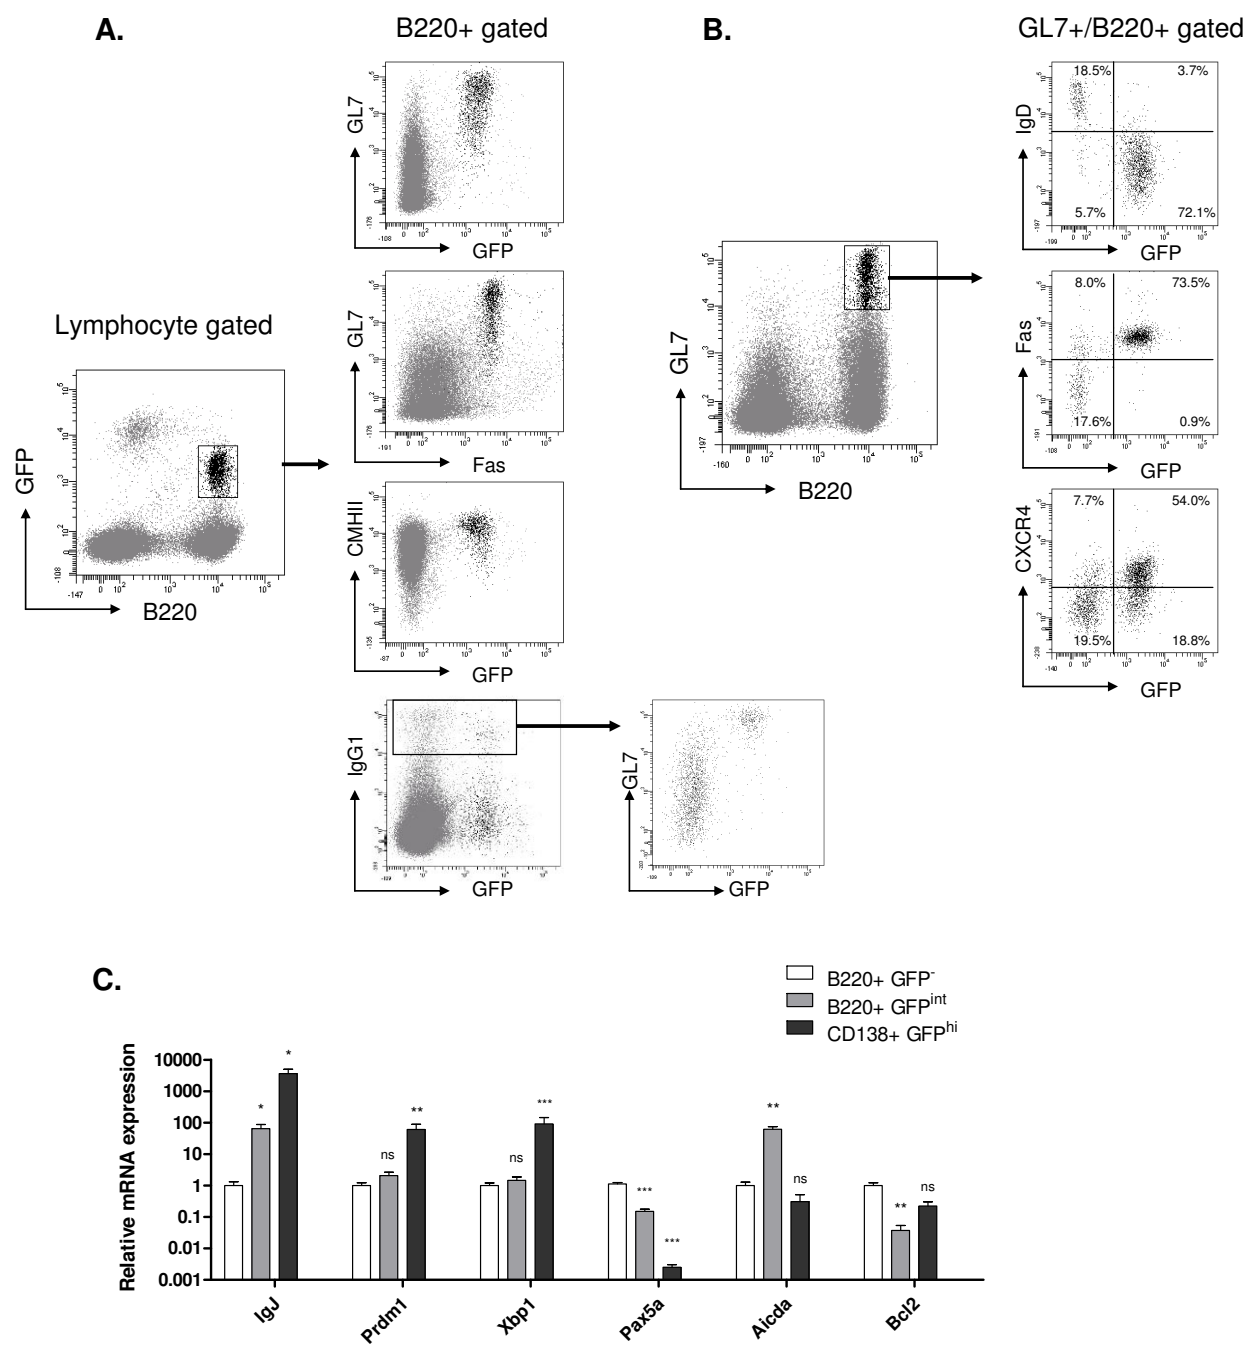 A.
B220+ gated
B.
GL7+/B220+ gated
GL7
GFP
18.5%
3.7%
IgD
5.7%
72.1%
GFP
Lymphocyte gated
GFP
B220
GL7
Fas
GL7
B220
8.0%
73.5%
Fas
17.6%
0.9%
GFP
CMHII
GFP
7.7%
54.0%
CXCR4
19.5%
18.8%
GFP
IgG1
GFP
GL7
GFP
C.
B220+ GFP-
B220+ GFPint
CD138+ GFPhi
Relative mRNA expression
10000
1000
100
10
1
0.1
0.01
0.001
* *
ns **
ns ***
*** ***
** ns
** ns
IgJ
Prdm1
Xbp1
Pax5a
Aicda
Bcl2